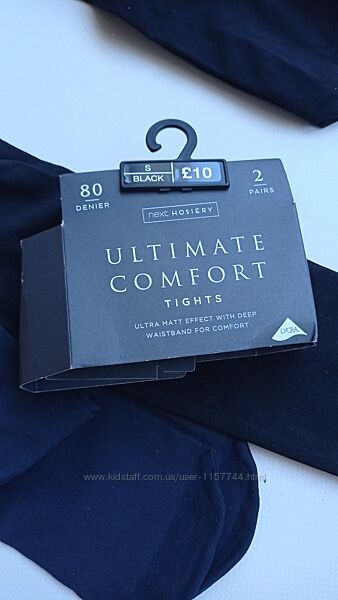 S
BLACK
£10
80
DENIER
2
PAIRS
next HOSIERY
ULTIMATE
COMFORT
TIGHTS
ULTRA MATT EFFECT WITH DEEP
WAISTBAND FOR COMFORT
LYCRA
www.kidstaff.com.ua/user-1157744.html